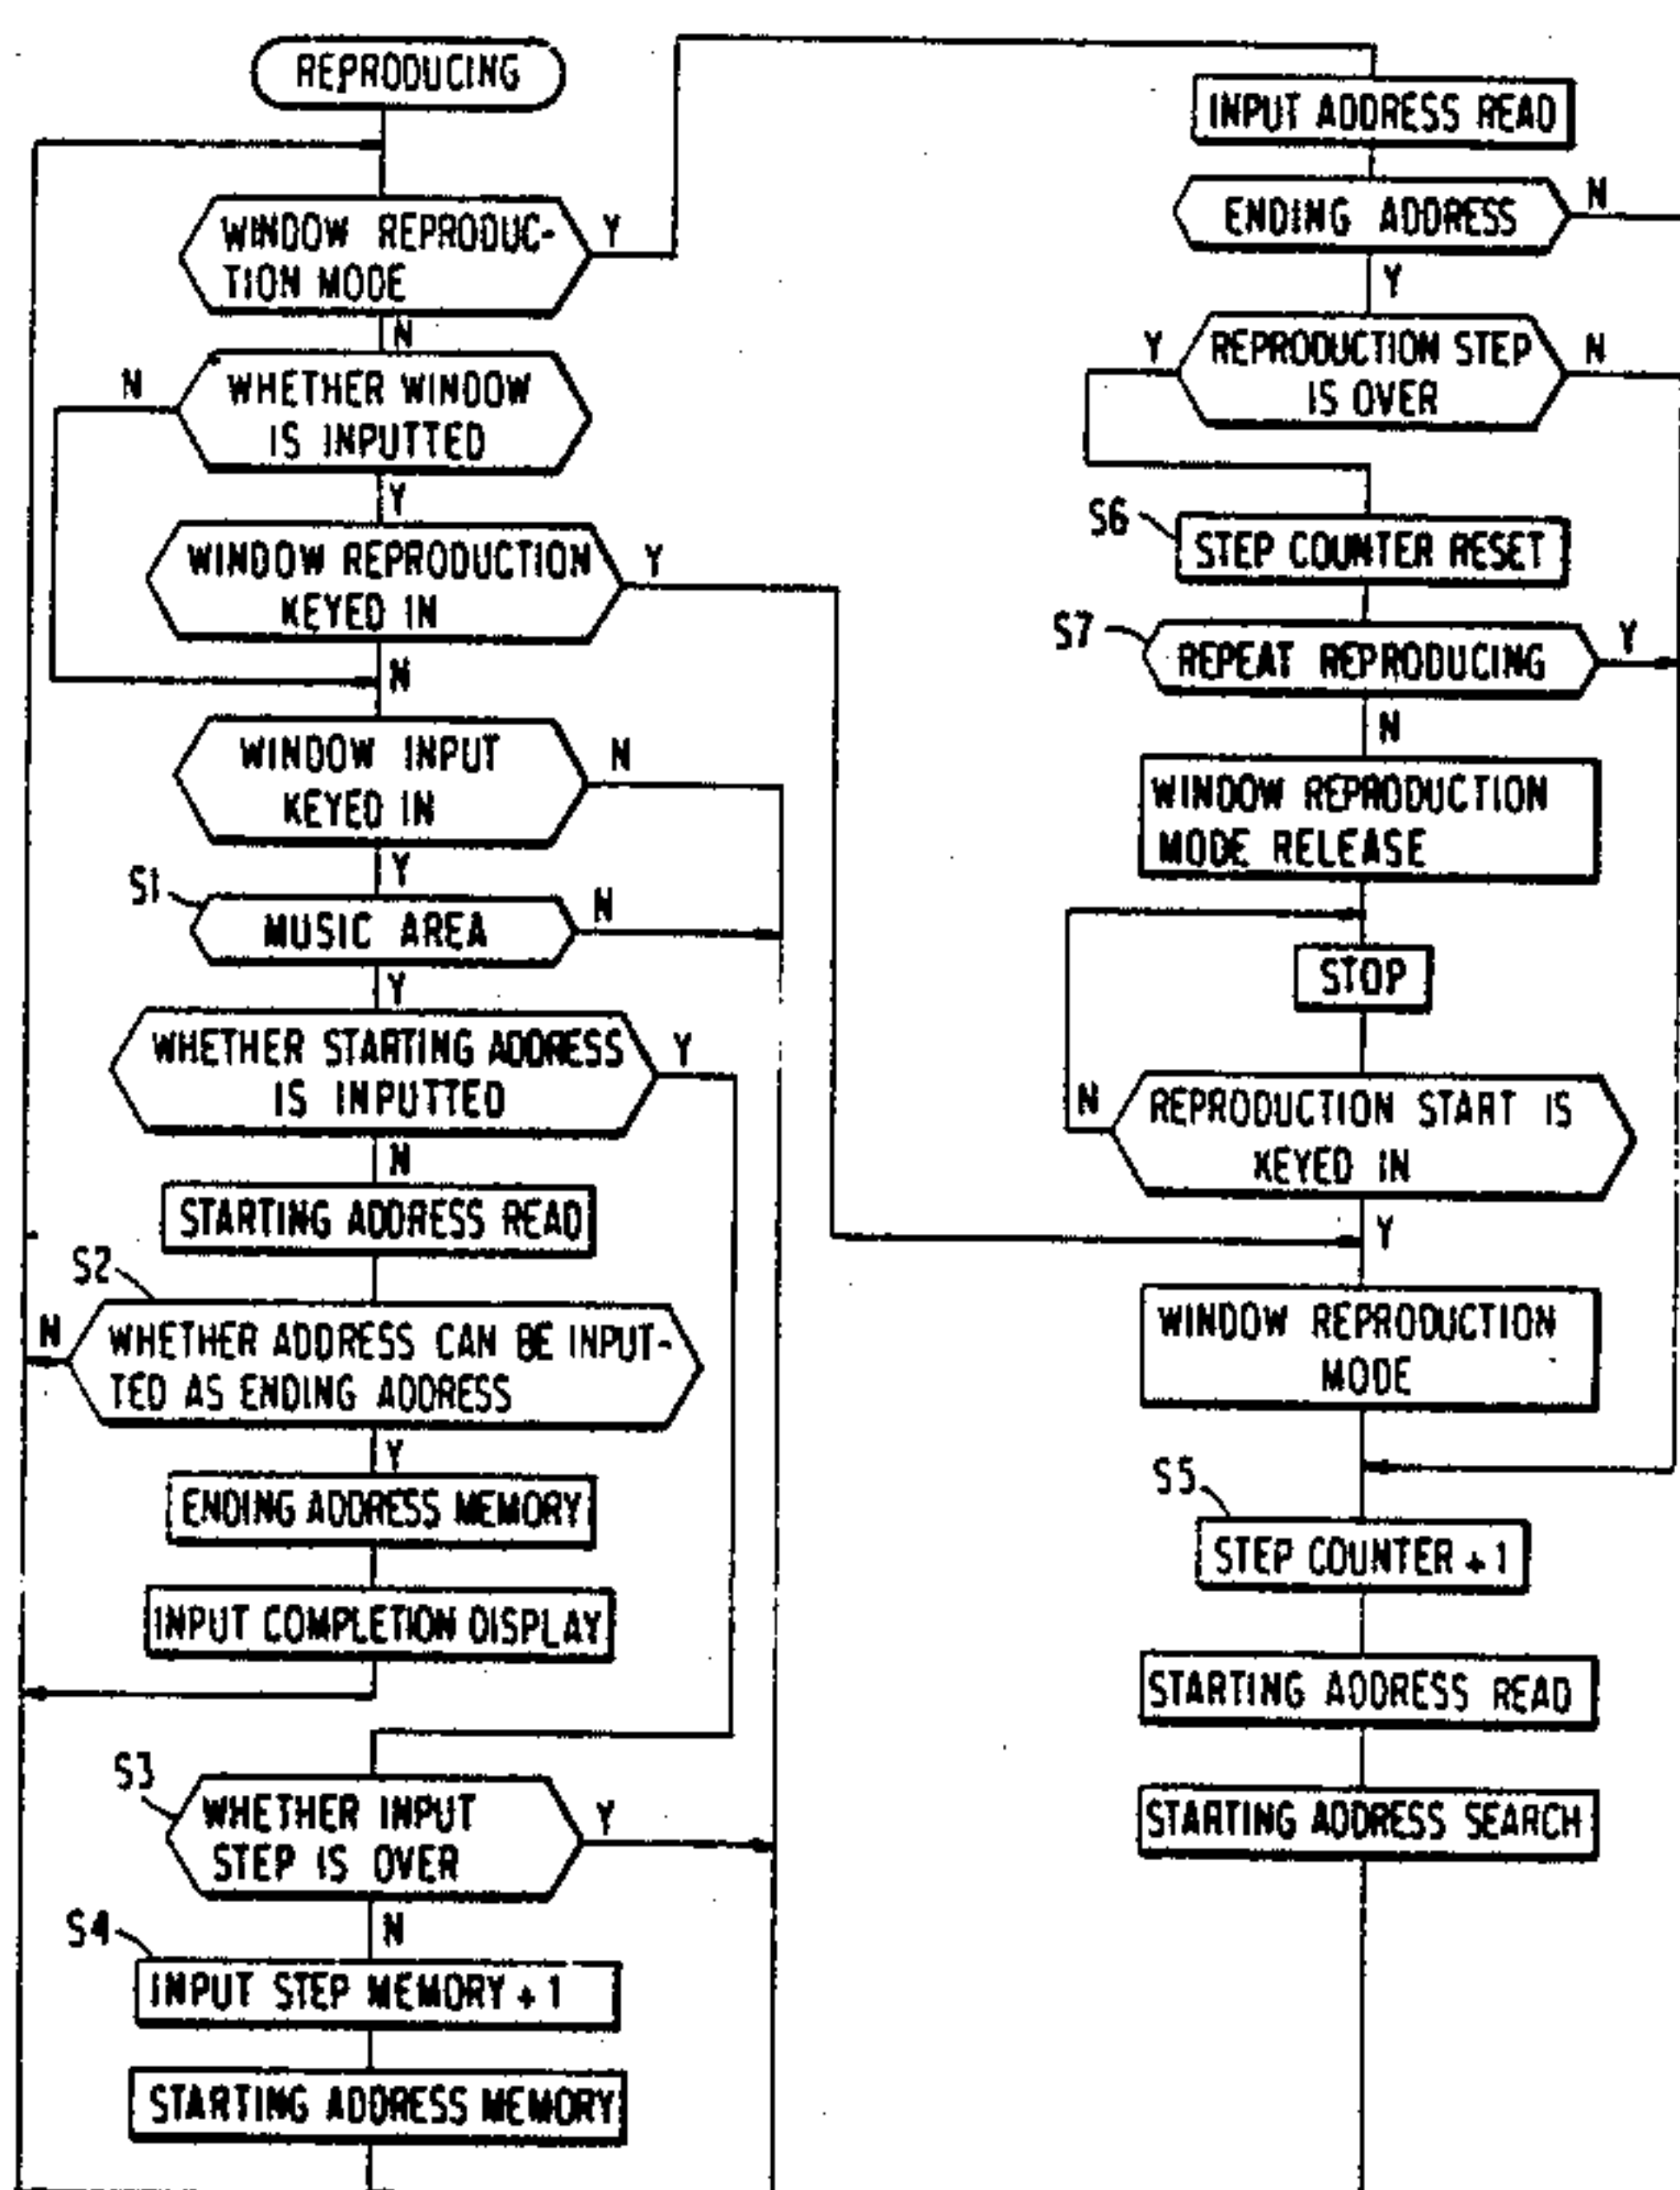 REPRODUCING
WINDOW REPRODUC-
TION MODE
Y
N
WHETHER WINDOW
IS INPUTTED
N
Y
WINDOW REPRODUCTION
KEYED IN
Y
N
WINDOW INPUT
KEYED IN
N
Y
S1
MUSIC AREA
N
Y
WHETHER STARTING ADDRESS
IS INPUTTED
Y
N
STARTING ADDRESS READ
S2
WHETHER ADDRESS CAN BE INPUT-
TED AS ENDING ADDRESS
N
Y
ENDING ADDRESS MEMORY
INPUT COMPLETION DISPLAY
S3
WHETHER INPUT
STEP IS OVER
Y
N
S4
INPUT STEP MEMORY + 1
STARTING ADDRESS MEMORY
INPUT ADDRESS READ
ENDING ADDRESS
N
Y
REPRODUCTION STEP
IS OVER
Y
N
S6
STEP COUNTER RESET
S7
REPEAT REPRODUCING
Y
N
WINDOW REPRODUCTION
MODE RELEASE
STOP
REPRODUCTION START IS
KEYED IN
N
Y
WINDOW REPRODUCTION
MODE
S5
STEP COUNTER + 1
STARTING ADDRESS READ
STARTING ADDRESS SEARCH